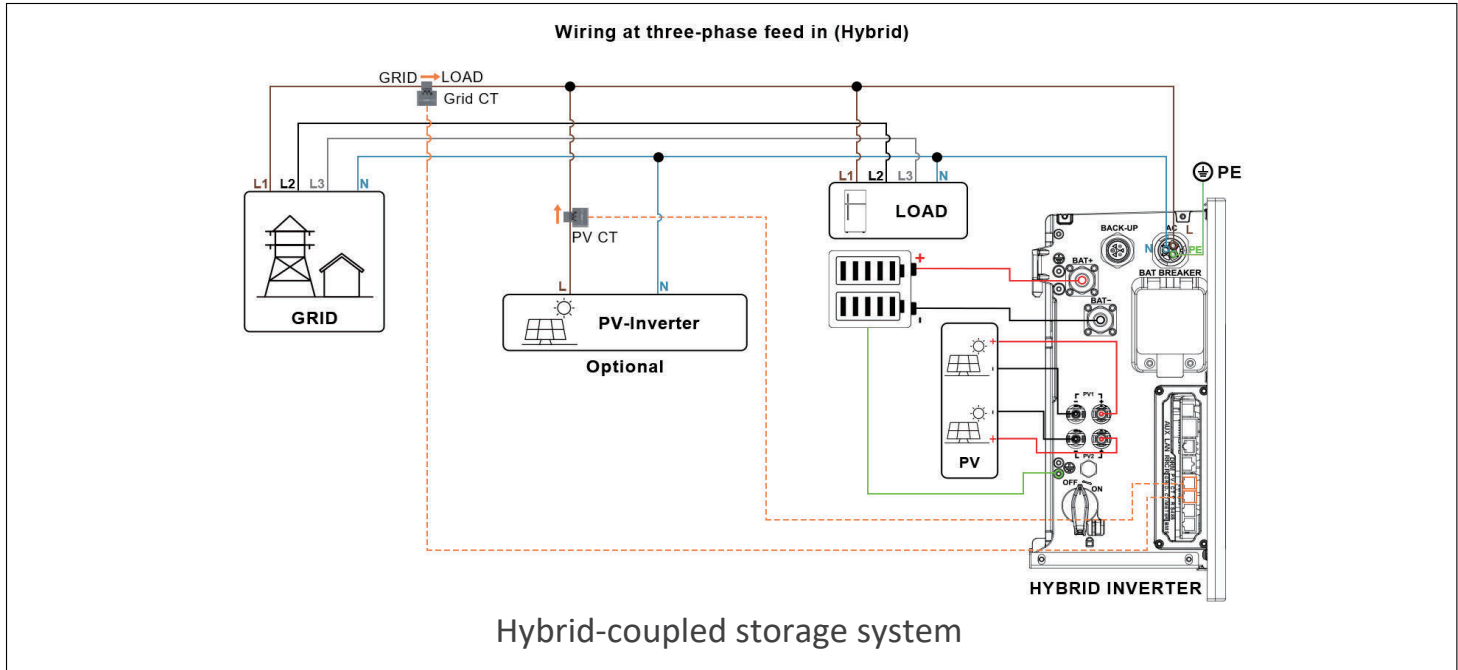 Wiring at three-phase feed in (Hybrid)
GRID LOAD
Grid CT
L1 L2 L3 N
GRID
PV CT
L N
PV-Inverter
Optional
L1 L2 L3 N
LOAD
PE
BACK-UP
AC L
N PE
BAT+
BAT BREAKER
BAT-
+
-
+
-
-
+
PV
PV1
- +
- +
PV2
OFF ON
AUX LAN
HYBRID INVERTER
Hybrid-coupled storage system